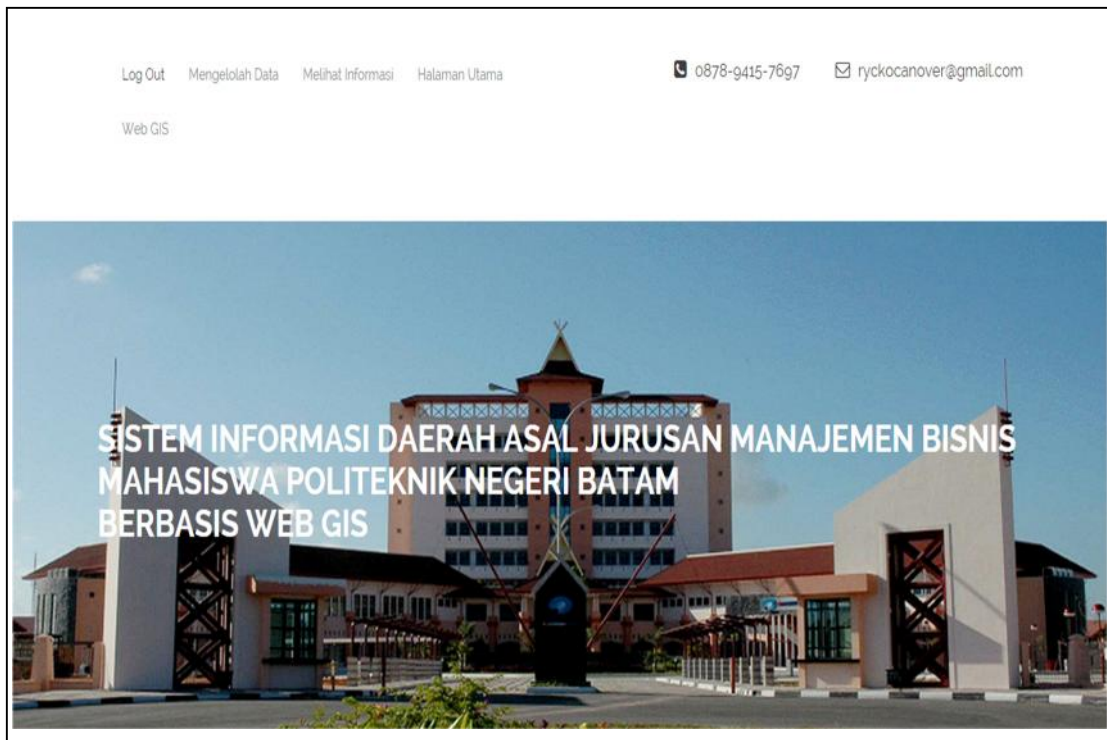 Log Out Mengelolah Data Melihat Informasi Halaman Utama
0878-9415-7697 ryckocanover@gmail.com
Web GIS
SISTEM INFORMASI DAERAH ASAL JURUSAN MANAJEMEN BISNIS
MAHASISWA POLITEKNIK NEGERI BATAM
BERBASIS WEB GIS